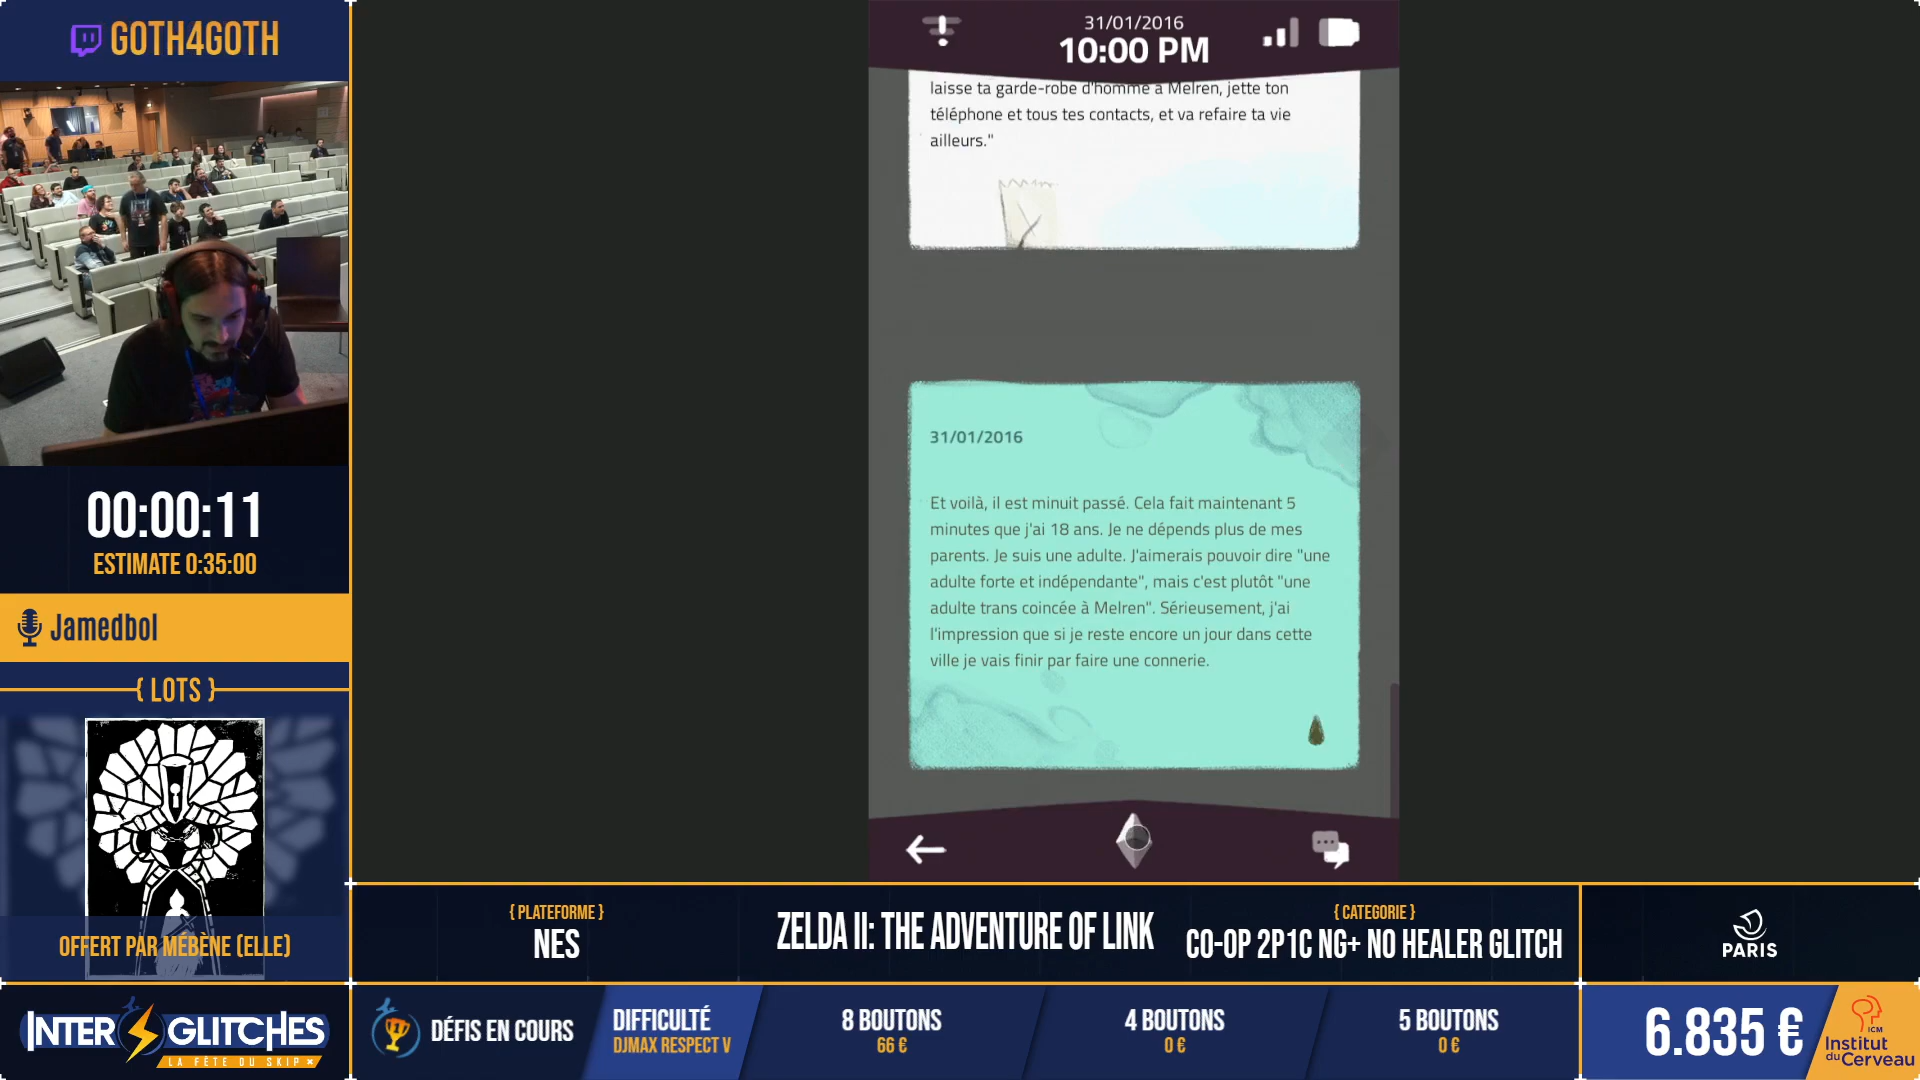 GOTH4GOTH
31/01/2016
10:00 PM
laisse ta garde-robe d'homme à Melren, jette ton
téléphone et tous tes contacts, et va refaire ta vie
ailleurs."
31/01/2016
Et voilà, il est minuit passé. Cela fait maintenant 5
minutes que j'ai 18 ans. Je ne dépends plus de mes
parents. Je suis une adulte. J'aimerais pouvoir dire "une
adulte forte et indépendante", mais c'est plutôt "une
adulte trans coincée à Melren". Sérieusement, j'ai
l'impression que si je reste encore un jour dans cette
ville je vais finir par faire une connerie.
00:00:11
ESTIMATE 0:35:00
Jamedbol
{ LOTS }
OFFERT PAR MÉBÈNE (ELLE)
{ PLATEFORME }
NES
ZELDA II: THE ADVENTURE OF LINK
{ CATEGORIE }
CO-OP 2P1C NG+ NO HEALER GLITCH
PARIS
INTER GLITCHES
LA FÊTE DU SKIP
DÉFIS EN COURS
DIFFICULTÉ
DJMAX RESPECT V
8 BOUTONS
66 €
4 BOUTONS
0 €
5 BOUTONS
0 €
6.835 €
ICM
Institut
du Cerveau